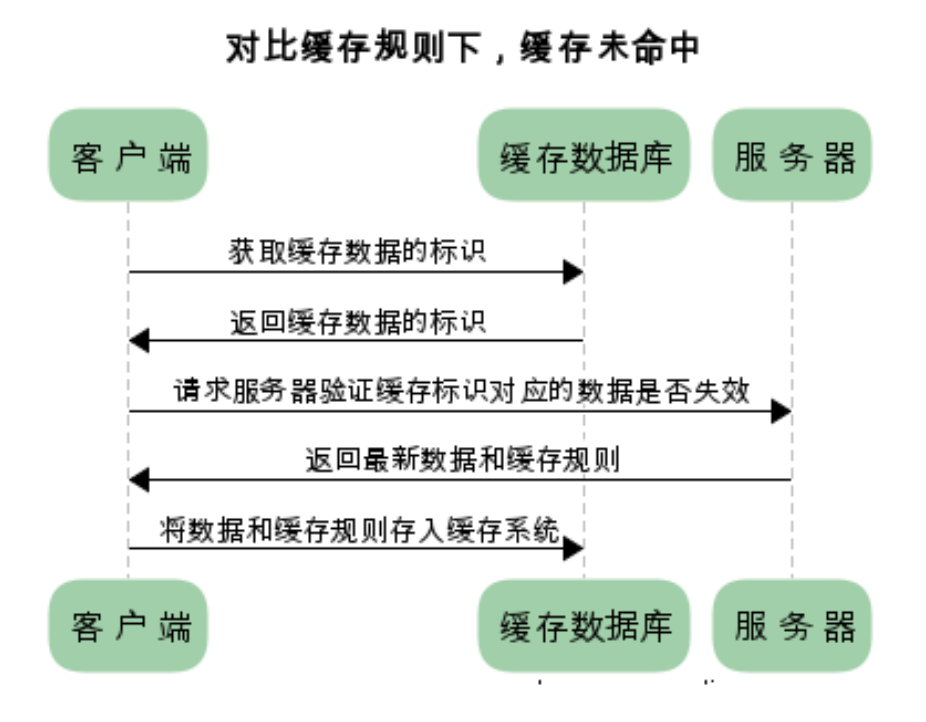 对比缓存规则下，缓存未命中
客户端 缓存数据库 服务器
获取缓存数据的标识
返回缓存数据的标识
请求服务器验证缓存标识对应的数据是否失效
返回最新数据和缓存规则
将数据和缓存规则存入缓存系统
客户端 缓存数据库 服务器